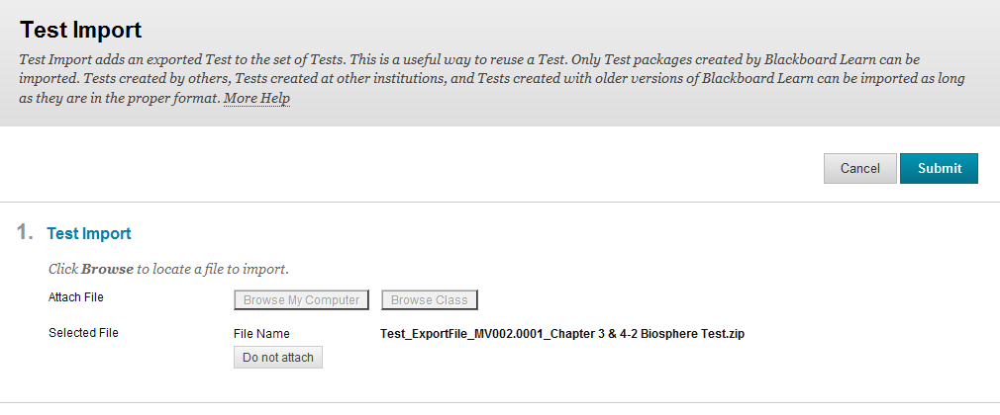 Test Import
Test Import adds an exported Test to the set of Tests. This is a useful way to reuse a Test. Only Test packages created by Blackboard Learn can be
imported. Tests created by others, Tests created at other institutions, and Tests created with older versions of Blackboard Learn can be imported as long
as they are in the proper format. More Help
Cancel Submit
1. Test Import
Click Browse to locate a file to import.
Attach File Browse My Computer Browse Class
Selected File File Name Test_ExportFile_MV002.0001_Chapter 3 & 4-2 Biosphere Test.zip
Do not attach